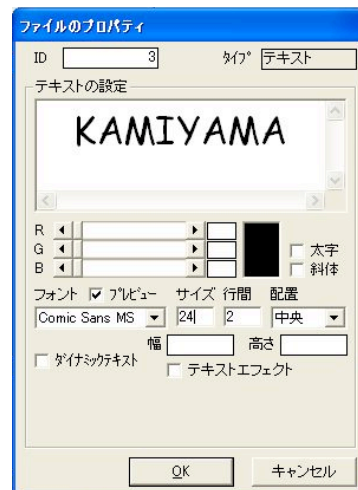 ファイルのプロパティ
ID 3 タイプ テキスト
テキストの設定
KAMIYAMA
R
G 太字
B 斜体
フォント プレビュー サイズ 行間 配置
Comic Sans MS 24 2 中央
幅 高さ
ダイナミックテキスト テキストエフェクト
OK キャンセル